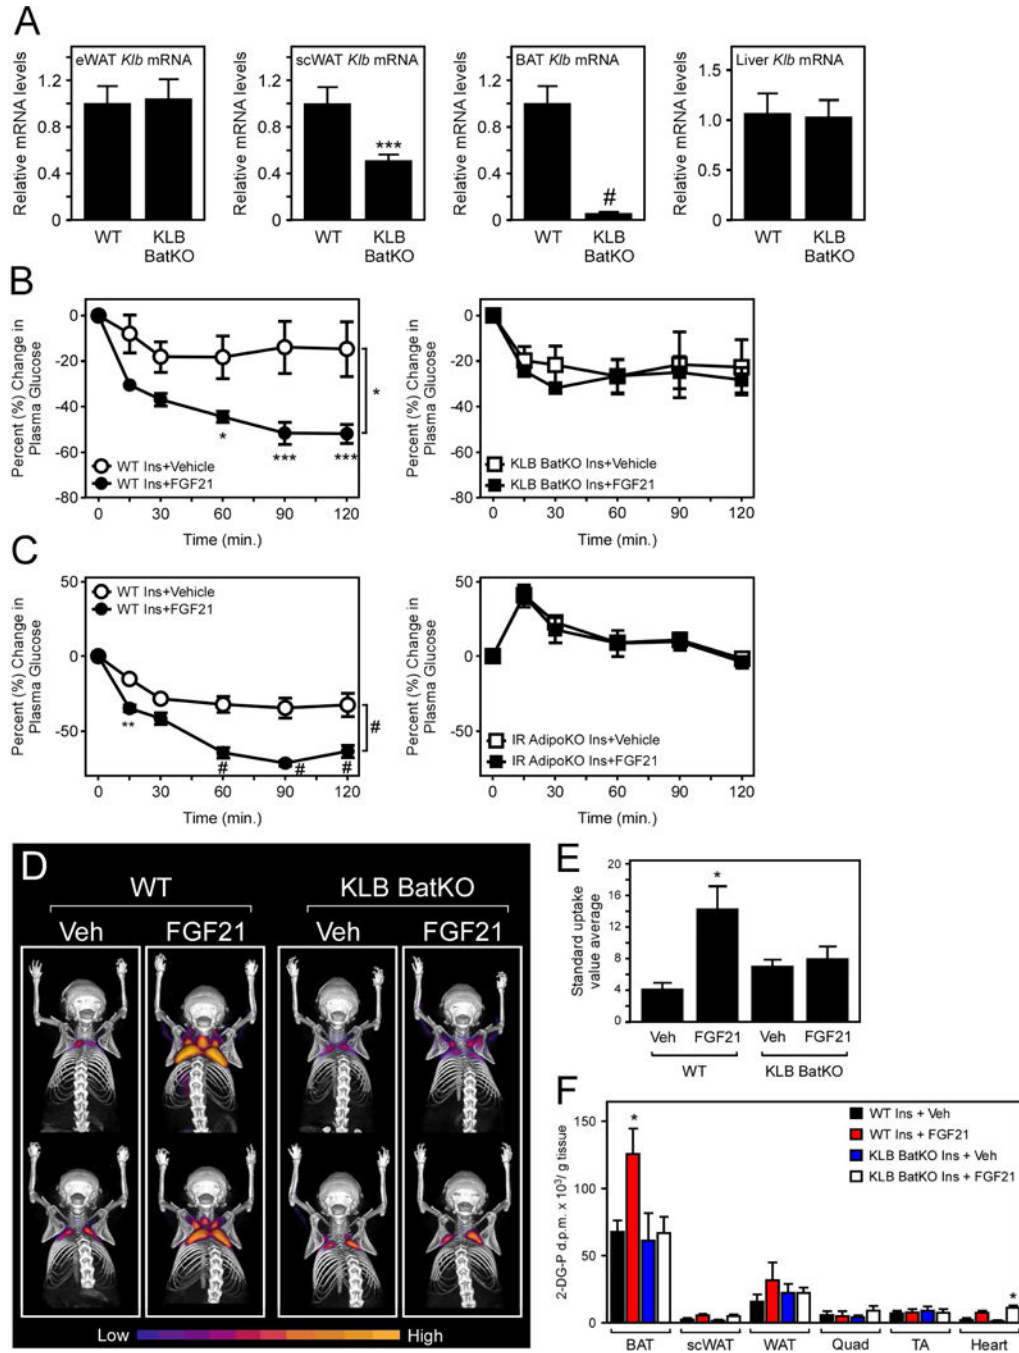 A
eWAT Klb mRNA
scWAT Klb mRNA
BAT Klb mRNA
Liver Klb mRNA
Relative mRNA levels
1.2
0.8
0.4
0
WT
KLB
BatKO
Relative mRNA levels
1.2
0.8
0.4
0
***
WT
KLB
BatKO
Relative mRNA levels
1.2
0.8
0.4
0
#
WT
KLB
BatKO
Relative mRNA levels
1.5
1.0
0.5
0
WT
KLB
BatKO
B
Percent (%) Change in
Plasma Glucose
0
-20
-40
-60
-80
*
*
***
***
WT Ins+Vehicle
WT Ins+FGF21
0 30 60 90 120
Time (min.)
Percent (%) Change in
Plasma Glucose
0
-20
-40
-60
-80
KLB BatKO Ins+Vehicle
KLB BatKO Ins+FGF21
0 30 60 90 120
Time (min.)
C
Percent (%) Change in
Plasma Glucose
50
0
-50
WT Ins+Vehicle
WT Ins+FGF21
**
#
#
#
#
0 30 60 90 120
Time (min.)
Percent (%) Change in
Plasma Glucose
50
0
-50
IR AdipoKO Ins+Vehicle
IR AdipoKO Ins+FGF21
0 30 60 90 120
Time (min.)
D
WT
KLB BatKO
Veh FGF21 Veh FGF21
Low High
E
Standard uptake
value average
20
16
12
8
4
0
*
Veh FGF21 Veh FGF21
WT KLB BatKO
F
2-DG-P d.p.m. x 10³/ g tissue
150
100
50
0
*
*
WT Ins + Veh
WT Ins + FGF21
KLB BatKO Ins + Veh
KLB BatKO Ins + FGF21
BAT scWAT WAT Quad TA Heart